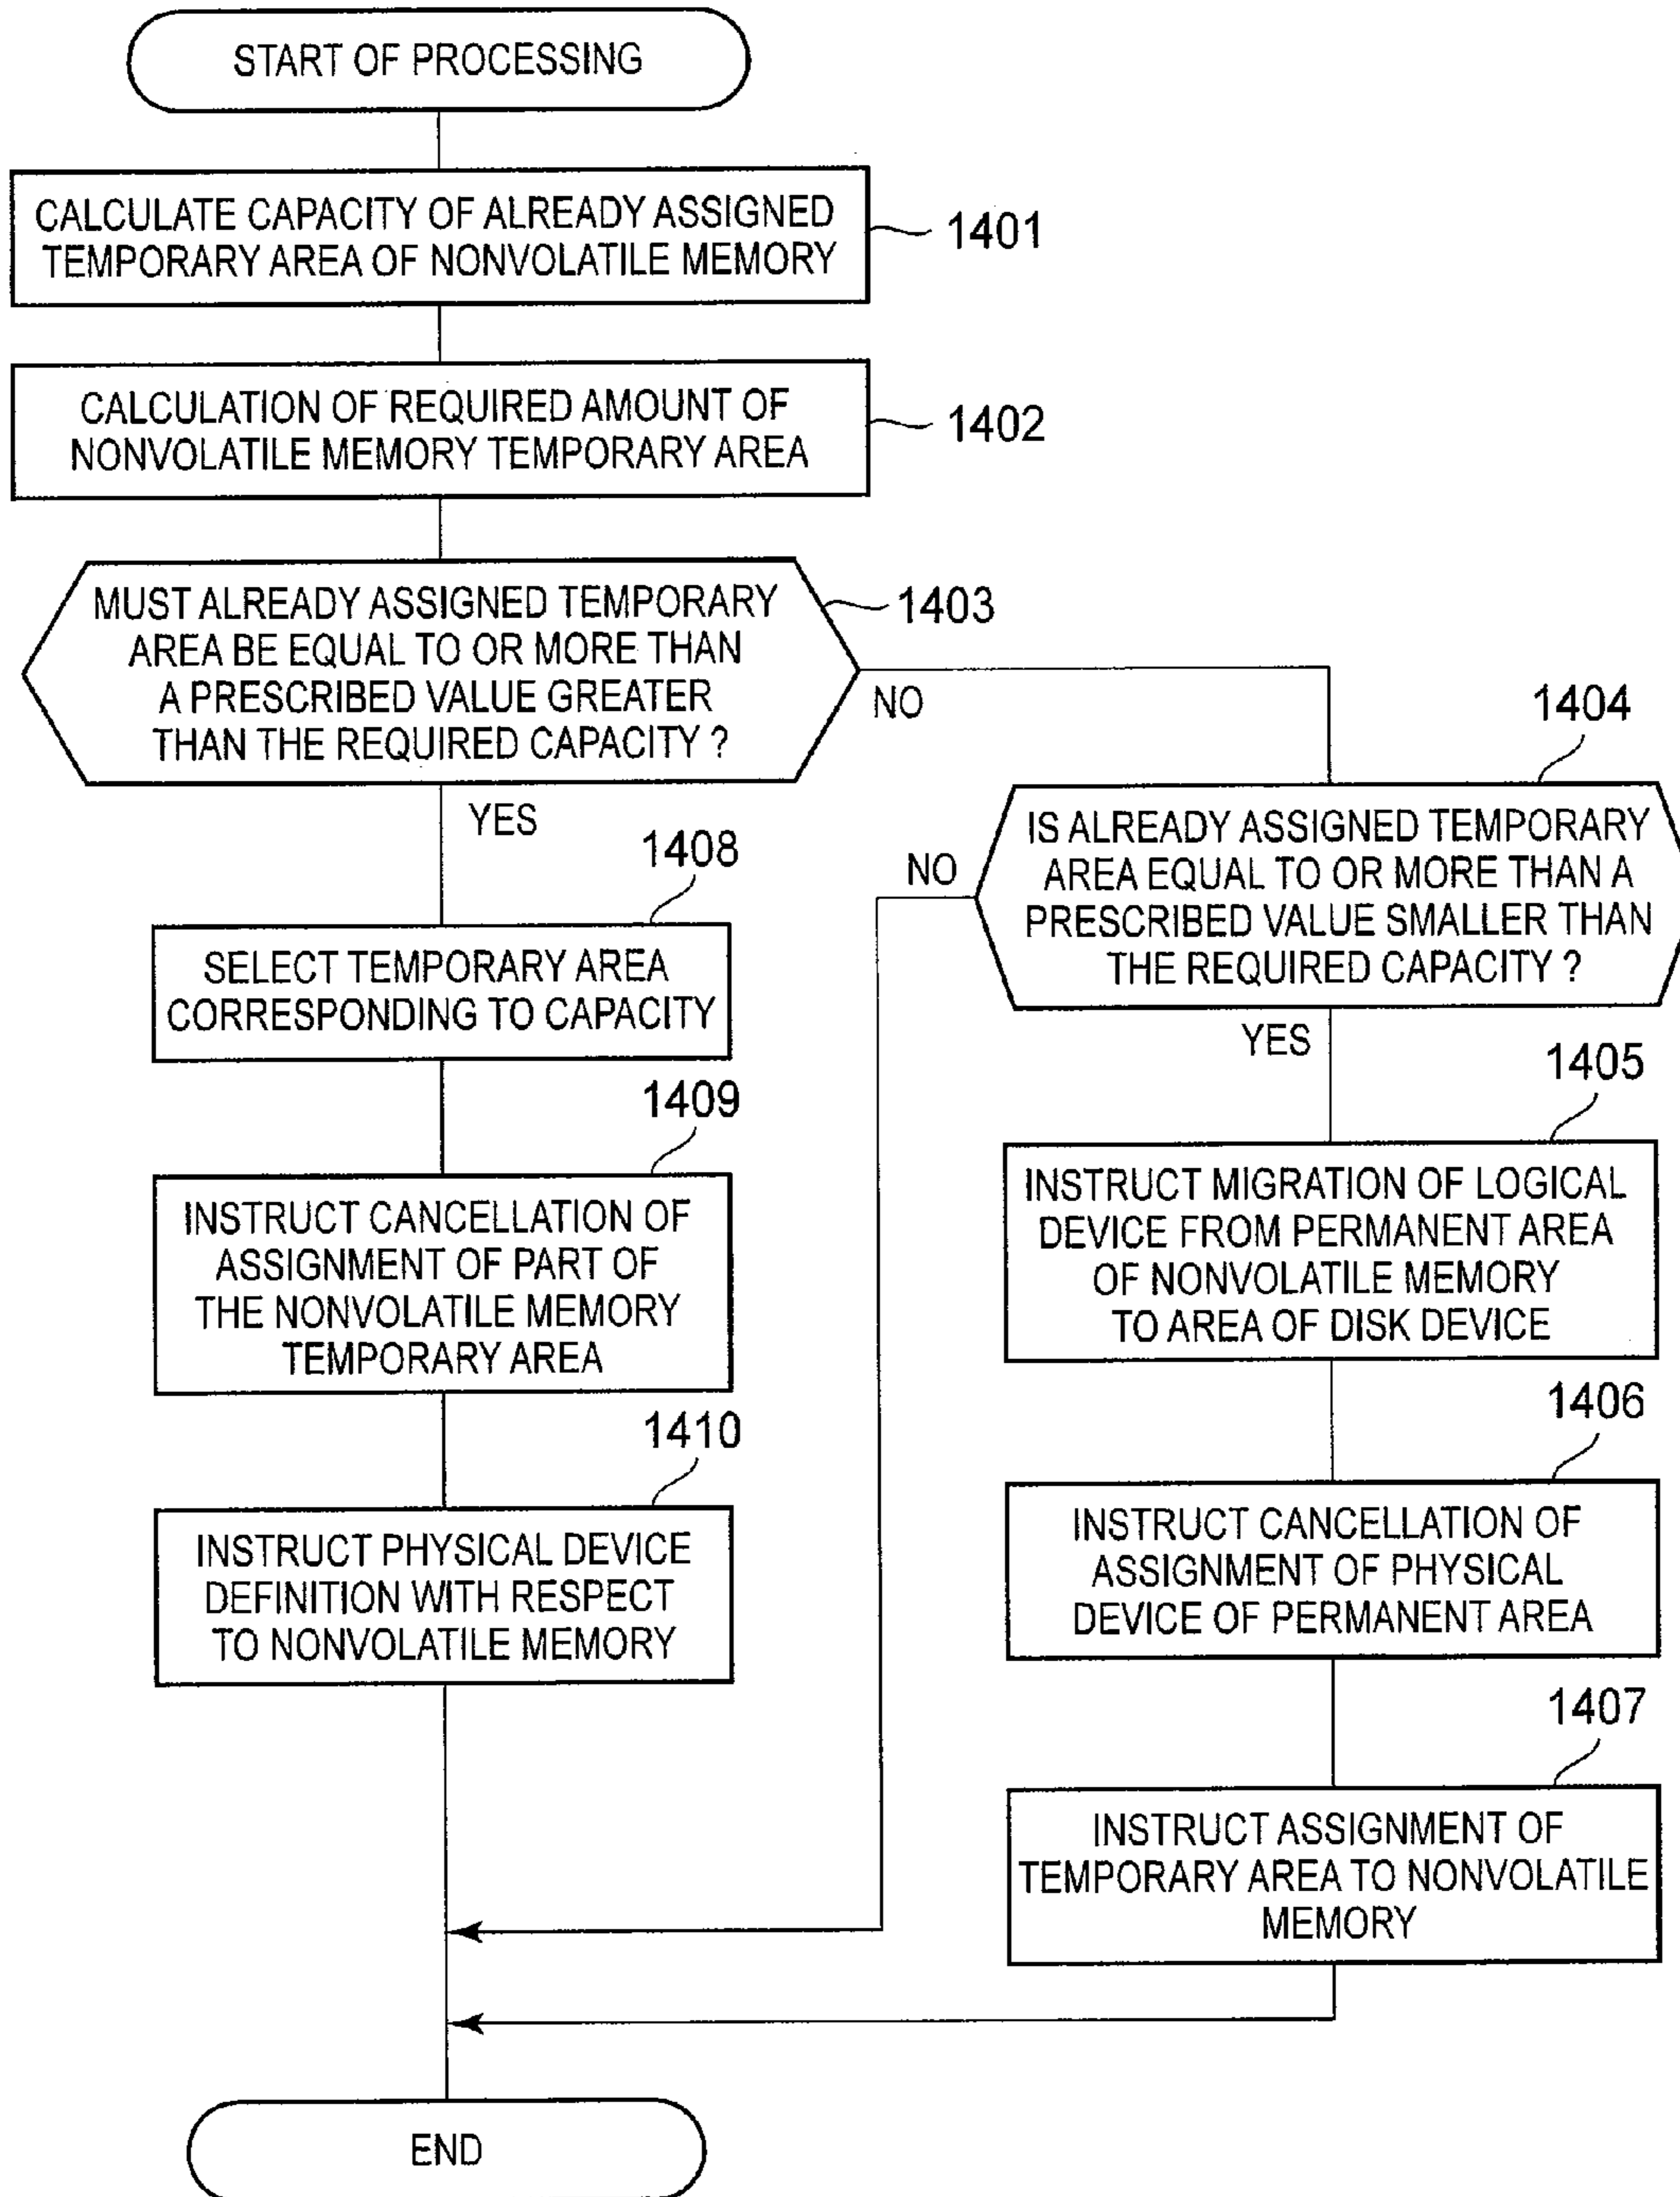 START OF PROCESSING
CALCULATE CAPACITY OF ALREADY ASSIGNED
TEMPORARY AREA OF NONVOLATILE MEMORY
1401
CALCULATION OF REQUIRED AMOUNT OF
NONVOLATILE MEMORY TEMPORARY AREA
1402
MUST ALREADY ASSIGNED TEMPORARY
AREA BE EQUAL TO OR MORE THAN
A PRESCRIBED VALUE GREATER
THAN THE REQUIRED CAPACITY ?
1403
NO
YES
1404
IS ALREADY ASSIGNED TEMPORARY
AREA EQUAL TO OR MORE THAN A
PRESCRIBED VALUE SMALLER THAN
THE REQUIRED CAPACITY ?
NO
YES
1408
SELECT TEMPORARY AREA
CORRESPONDING TO CAPACITY
1409
INSTRUCT CANCELLATION OF
ASSIGNMENT OF PART OF
THE NONVOLATILE MEMORY
TEMPORARY AREA
1410
INSTRUCT PHYSICAL DEVICE
DEFINITION WITH RESPECT
TO NONVOLATILE MEMORY
1405
INSTRUCT MIGRATION OF LOGICAL
DEVICE FROM PERMANENT AREA
OF NONVOLATILE MEMORY
TO AREA OF DISK DEVICE
1406
INSTRUCT CANCELLATION OF
ASSIGNMENT OF PHYSICAL
DEVICE OF PERMANENT AREA
1407
INSTRUCT ASSIGNMENT OF
TEMPORARY AREA TO NONVOLATILE
MEMORY
END